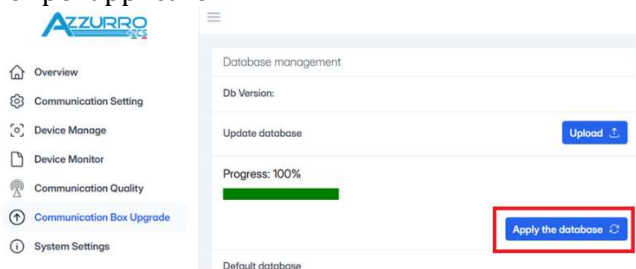 AZZURRO
ZCS
Overview
Communication Setting
Device Manage
Device Monitor
Communication Quality
Communication Box Upgrade
System Settings
Database management
Db Version:
Update database
Upload
Progress: 100%
Apply the database
Default database